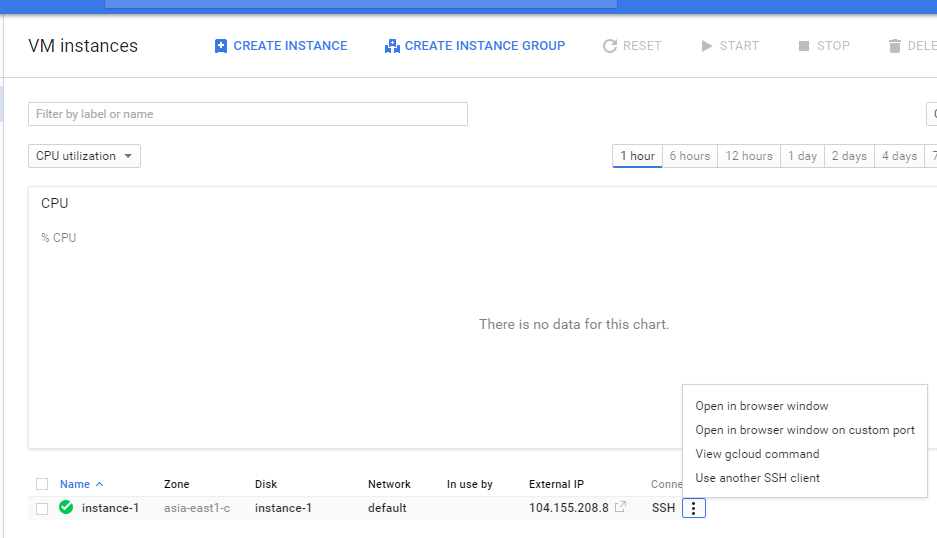 VM instances
CREATE INSTANCE
CREATE INSTANCE GROUP
RESET
START
STOP
DELE
Filter by label or name
CPU utilization
1 hour
6 hours
12 hours
1 day
2 days
4 days
7
CPU
% CPU
There is no data for this chart.
Open in browser window
Open in browser window on custom port
View gcloud command
Use another SSH client
Name Zone Disk Network In use by External IP Conne
instance-1 asia-east1-c instance-1 default 104.155.208.8 SSH